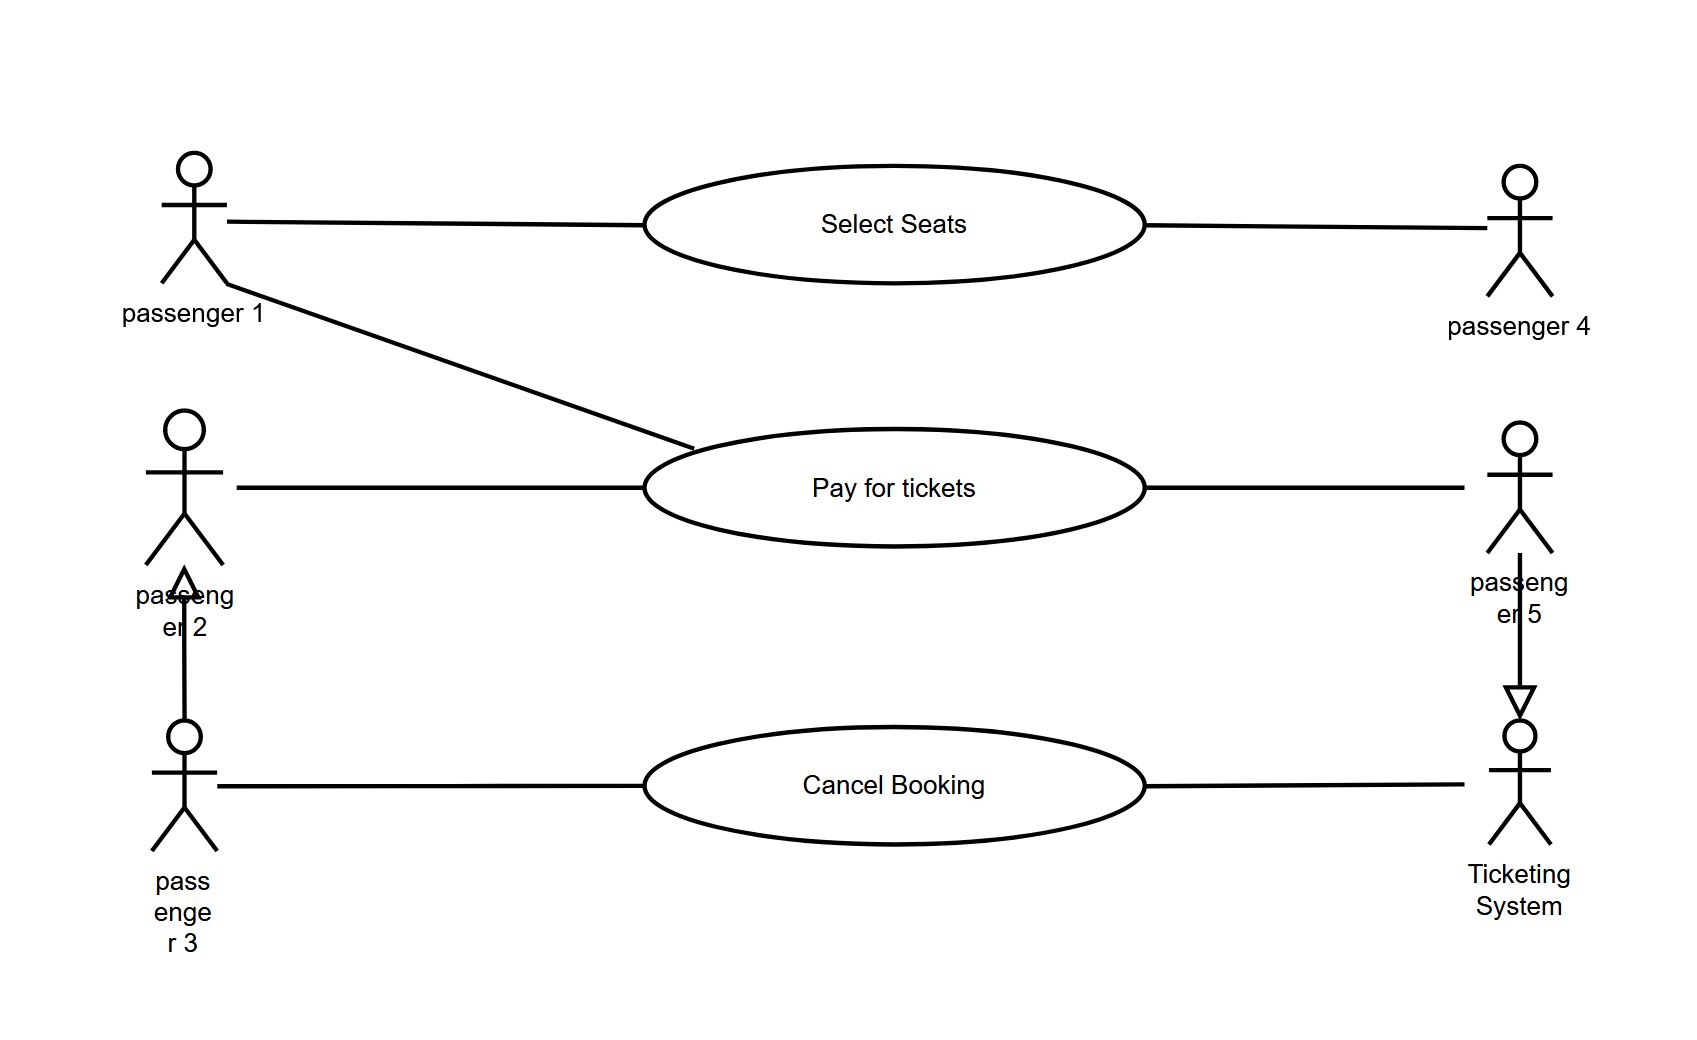 Select Seats
passenger 1
passenger 4
Pay for tickets
passeng
er 2
passeng
er 5
Cancel Booking
pass
enge
r 3
Ticketing
System